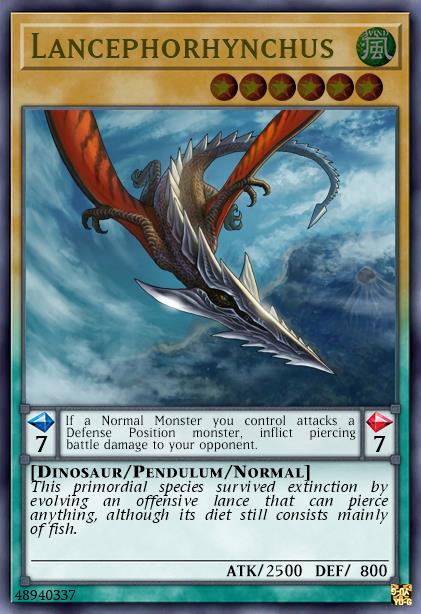 LANCEPHORHYNCHUS
WIND
風
If a Normal Monster you control attacks a
Defense Position monster, inflict piercing
battle damage to your opponent.
7
7
[DINOSAUR/PENDULUM/NORMAL]
This primordial species survived extinction by
evolving an offensive lance that can pierce
anything, although its diet still consists mainly
of fish.
ATK/2500 DEF/ 800
48940337